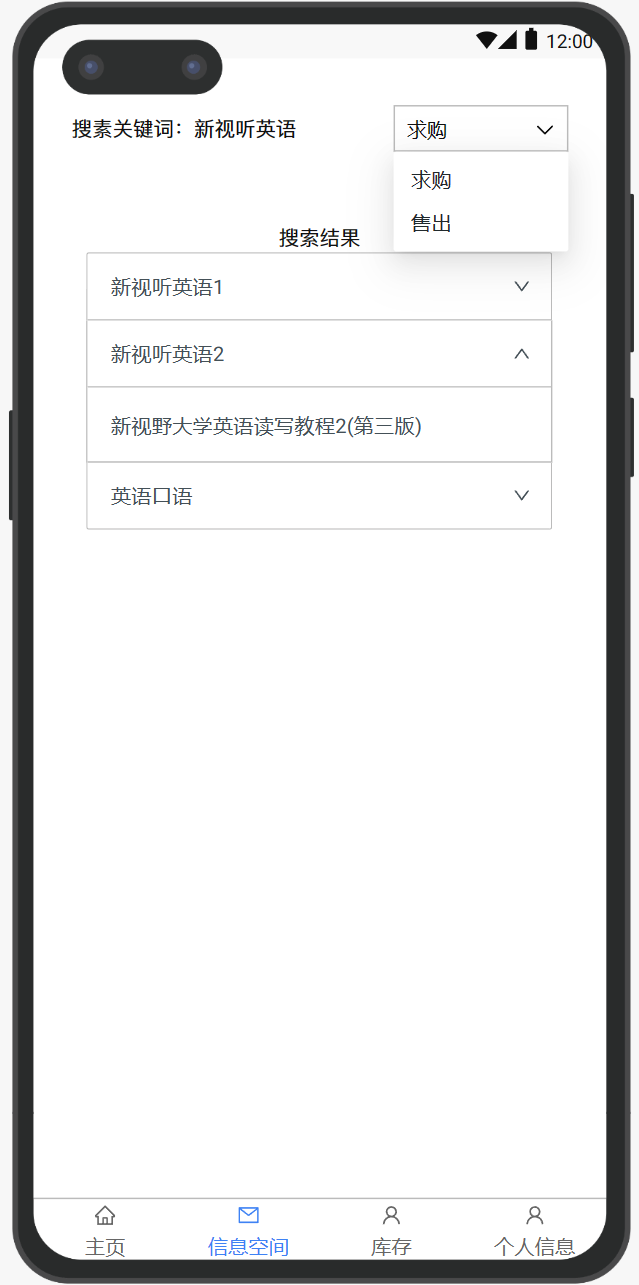 12:00
搜素关键词：新视听英语
求购
求购
售出
搜索结果
新视听英语1
新视听英语2
新视野大学英语读写教程2(第三版)
英语口语
主页
信息空间
库存
个人信息